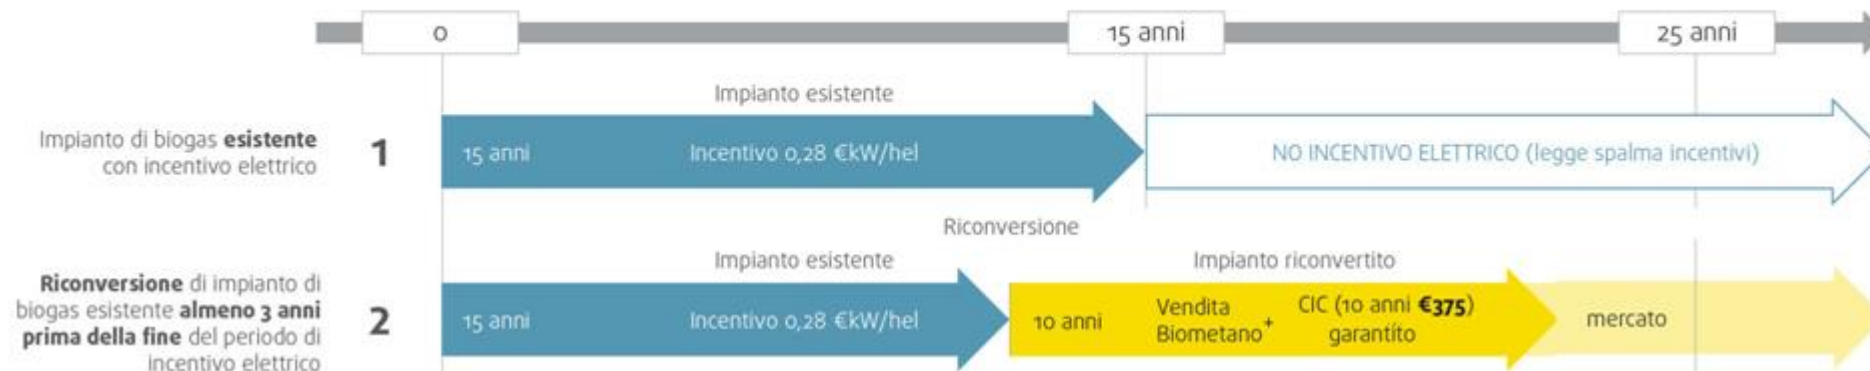 0
15 anni
25 anni
Impianto esistente
Impianto di biogas esistente
con incentivo elettrico
1
15 anni
Incentivo 0,28 €kW/hel
NO INCENTIVO ELETTRICO (legge spalma incentivi)
Riconversione
Impianto esistente
Impianto riconvertito
Riconversione di impianto di
biogas esistente almeno 3 anni
prima della fine del periodo di
incentivo elettrico
2
15 anni
Incentivo 0,28 €kW/hel
10 anni
Vendita
Biometano
+
CIC (10 anni €375)
garantito
mercato